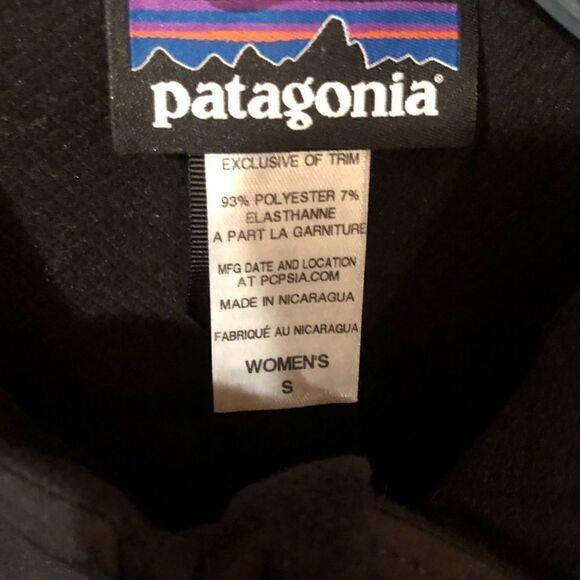 patagonia®
EXCLUSIVE OF TRIM
93% POLYESTER 7%
ELASTHANNE
A PART LA GARNITURE
MFG DATE AND LOCATION
AT PCPSIA.COM
MADE IN NICARAGUA
FABRIQUÉ AU NICARAGUA
WOMEN'S
S